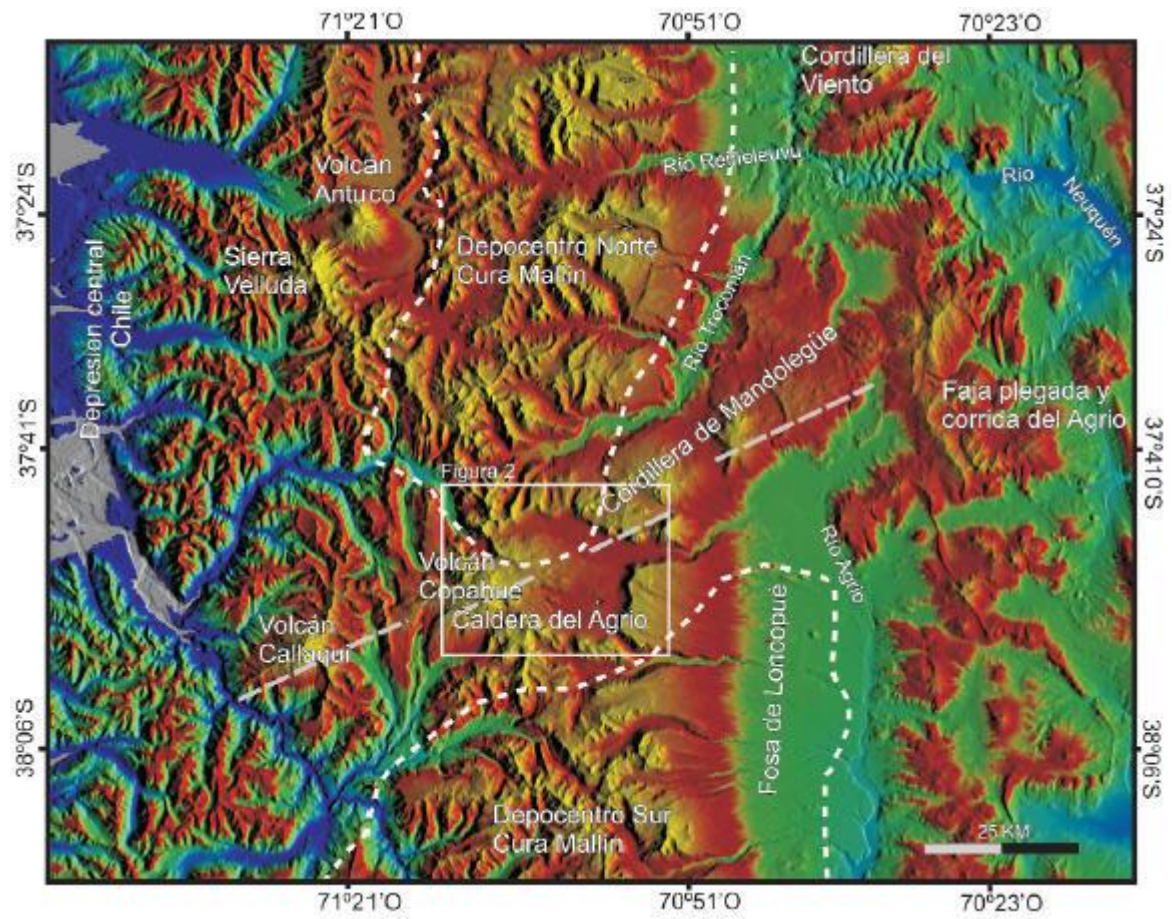 71°21'O
70°51'O
70°23'O
Cordillera del
Viento
Río Reñileuvú
Río
Neuquén
Volcán
Antuco
37°24'S
37°24'S
Depocentro Norte
Cura Mallín
Sierra
Velluda
Depresion central
Chile
Río Trocomán
Cordillera de Mandolegüe
Faja plegada y
corrida del Agrio
37°41'S
37°410'S
Figura 2
Río Agrio
Volcán
Copahue
Caldera del Agrio
Volcán
Callaqui
Fosa de Loncopué
38°06'S
38°06'S
Depocentro Sur
Cura Mallín
25 KM
71°21'O
70°51'O
70°23'O